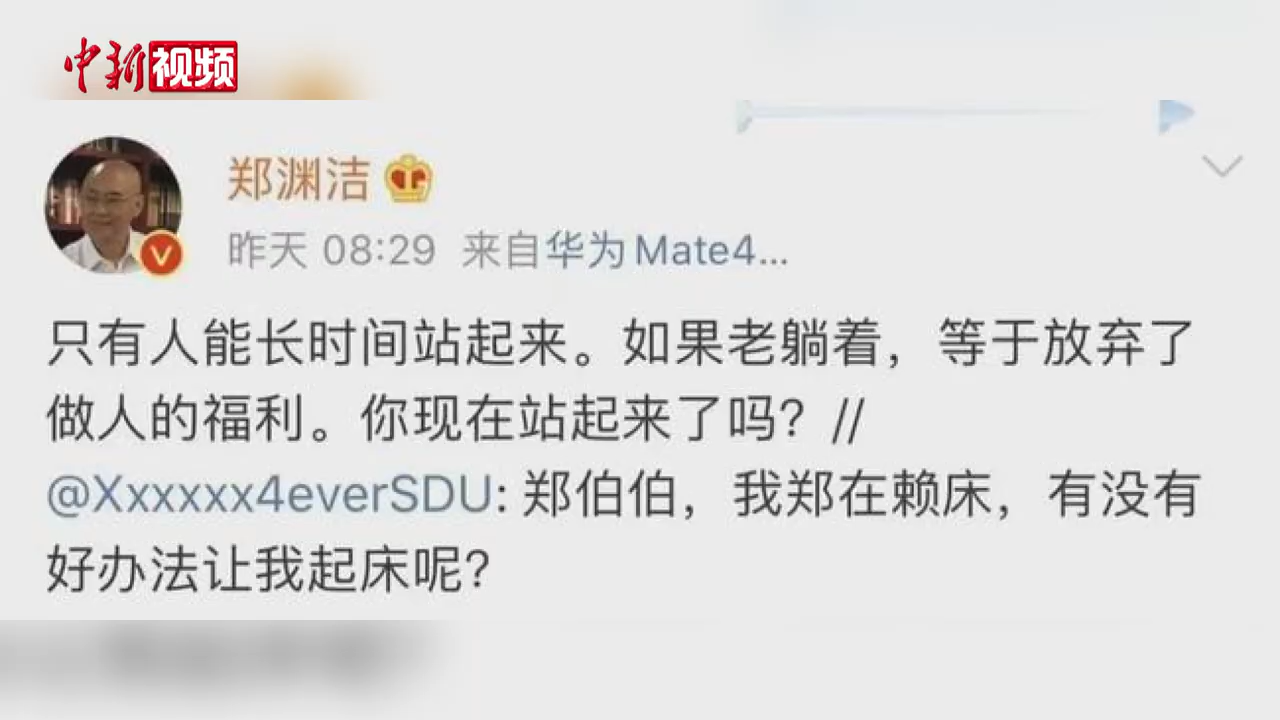 中新视频
郑渊洁
昨天 08:29 来自华为Mate4...
只有人能长时间站起来。如果老躺着，等于放弃了
做人的福利。你现在站起来了吗？//
@Xxxxxx4everSDU: 郑伯伯，我郑在赖床，有没有
好办法让我起床呢？